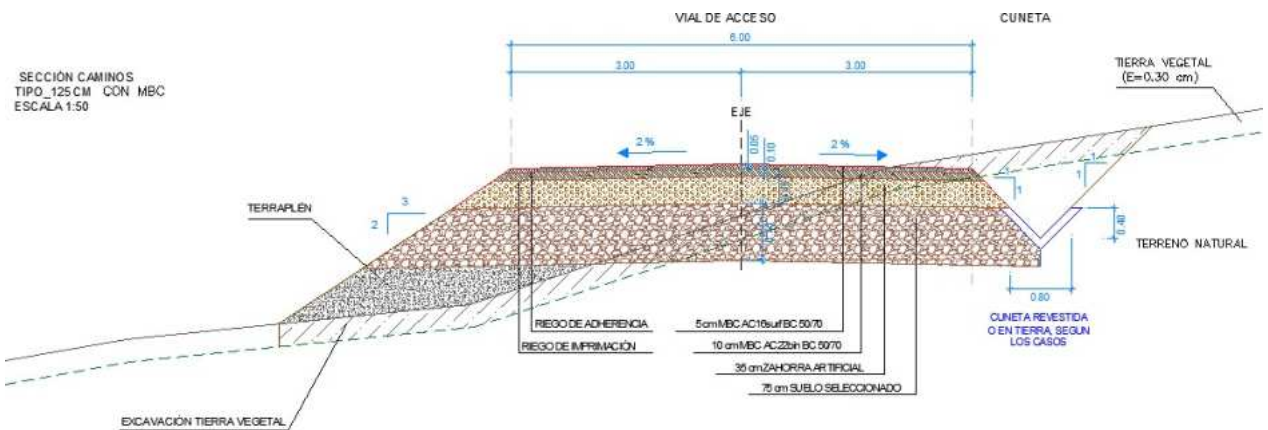 VIAL DE ACCESO
CUNETA
6.00
3.00
3.00
SECCIÓN CAMINOS
TIPO_125CM CON MBC
ESCALA 1:50
TIERRA VEGETAL
(E=0.30 cm)
EJE
2%
0.05
0.10
2%
1
1
1
1
3
2
TERRAPLÉN
0.40
TERRENO NATURAL
0.80
CUNETA REVESTIDA
O EN TIERRA, SEGUN
LOS CASOS
RIEGO DE ADHERENCIA
5 cm MBC AC16surf BC 50/70
RIEGO DE IMPRIMACIÓN
10 cm MBC AC22bin BC 50/70
35 cm ZAHORRA ARTIFICIAL
75 cm SUELO SELECCIONADO
EXCAVACIÓN TIERRA VEGETAL